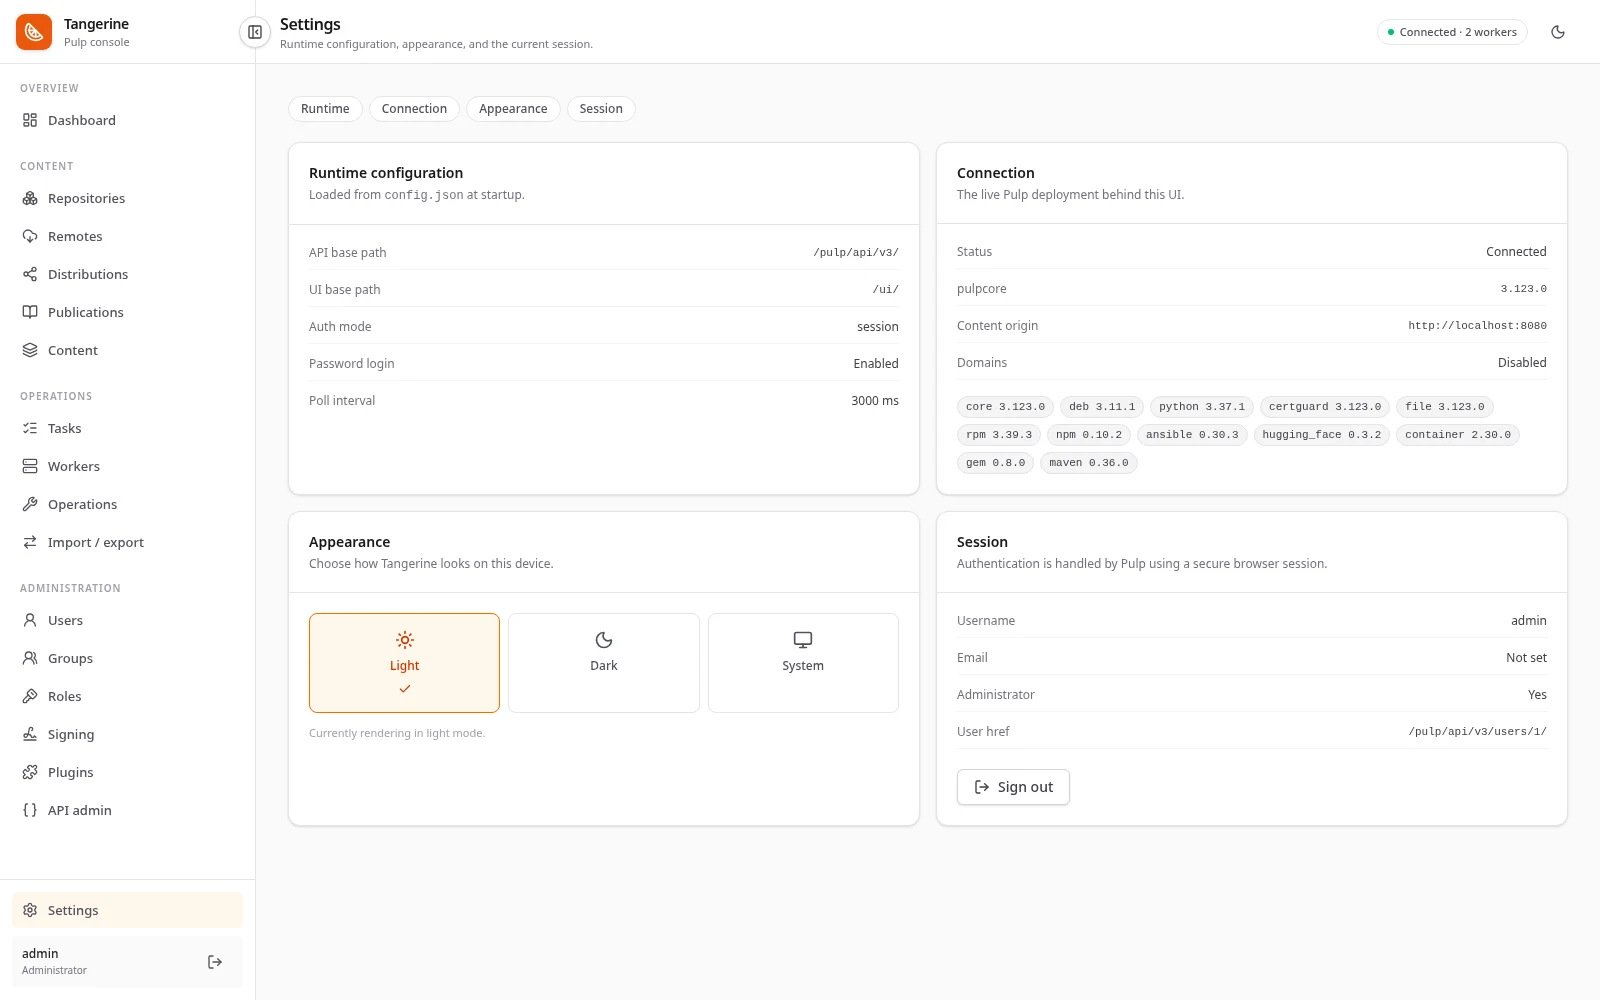 Tangerine
Pulp console
Settings
Runtime configuration, appearance, and the current session.
Connected · 2 workers
OVERVIEW
Dashboard
CONTENT
Repositories
Remotes
Distributions
Publications
Content
OPERATIONS
Tasks
Workers
Operations
Import / export
ADMINISTRATION
Users
Groups
Roles
Signing
Plugins
API admin
Settings
admin
Administrator
Runtime Connection Appearance Session
Runtime configuration
Loaded from config.json at startup.
API base path /pulp/api/v3/
UI base path /ui/
Auth mode session
Password login Enabled
Poll interval 3000 ms
Connection
The live Pulp deployment behind this UI.
Status Connected
pulpcore 3.123.0
Content origin http://localhost:8080
Domains Disabled
core 3.123.0 deb 3.11.1 python 3.37.1 certguard 3.123.0 file 3.123.0
rpm 3.39.3 npm 0.10.2 ansible 0.30.3 hugging_face 0.3.2 container 2.30.0
gem 0.8.0 maven 0.36.0
Appearance
Choose how Tangerine looks on this device.
Light Dark System
Currently rendering in light mode.
Session
Authentication is handled by Pulp using a secure browser session.
Username admin
Email Not set
Administrator Yes
User href /pulp/api/v3/users/1/
Sign out